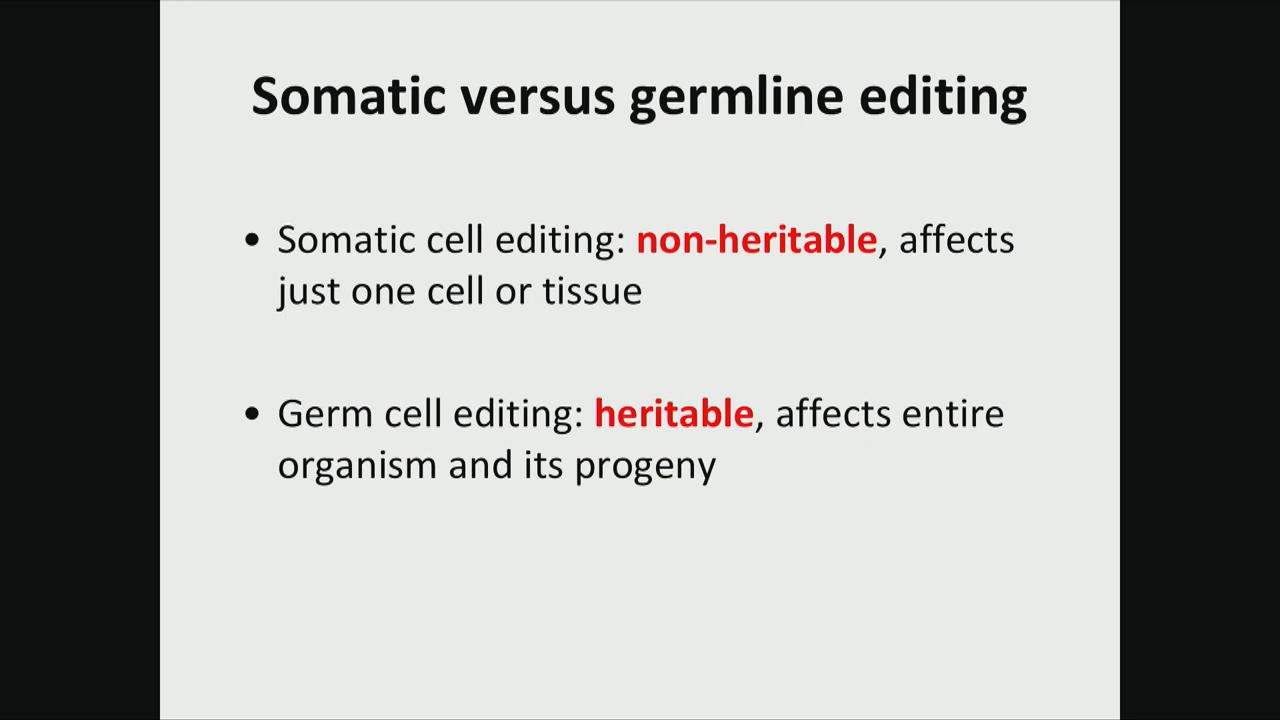 Somatic versus germline editing
• Somatic cell editing: non-heritable, affects
just one cell or tissue
• Germ cell editing: heritable, affects entire
organism and its progeny